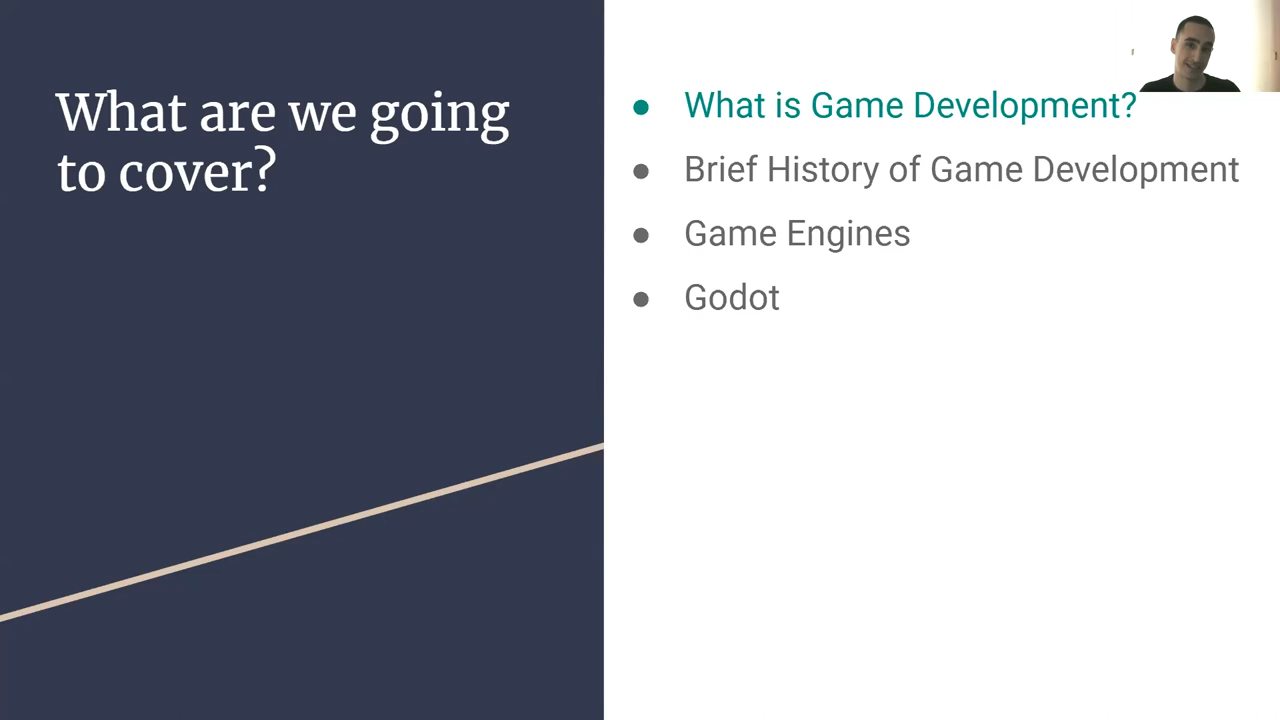 What are we going
to cover?
● What is Game Development?
● Brief History of Game Development
● Game Engines
● Godot